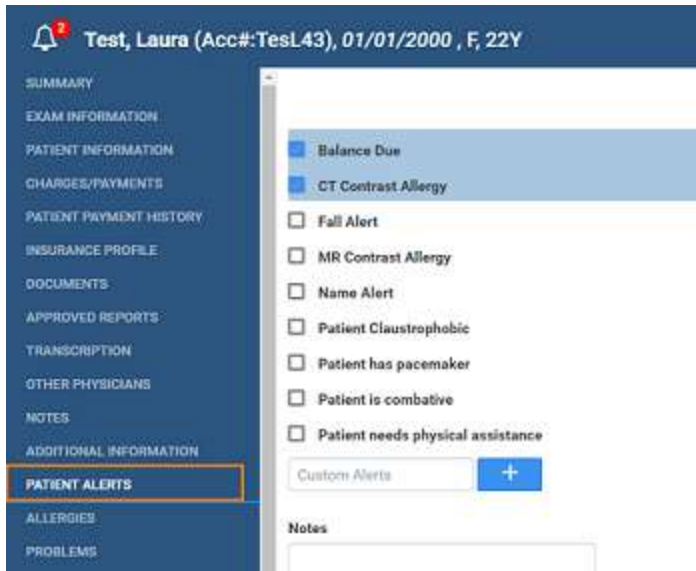 2
Test, Laura (Acc#:TesL43), 01/01/2000 , F, 22Y
SUMMARY
EXAM INFORMATION
PATIENT INFORMATION
CHARGES/PAYMENTS
PATIENT PAYMENT HISTORY
INSURANCE PROFILE
DOCUMENTS
APPROVED REPORTS
TRANSCRIPTION
OTHER PHYSICIANS
NOTES
ADDITIONAL INFORMATION
PATIENT ALERTS
ALLERGIES
PROBLEMS
Balance Due
CT Contrast Allergy
Fall Alert
MR Contrast Allergy
Name Alert
Patient Claustrophobic
Patient has pacemaker
Patient is combative
Patient needs physical assistance
Custom Alerts
+
Notes